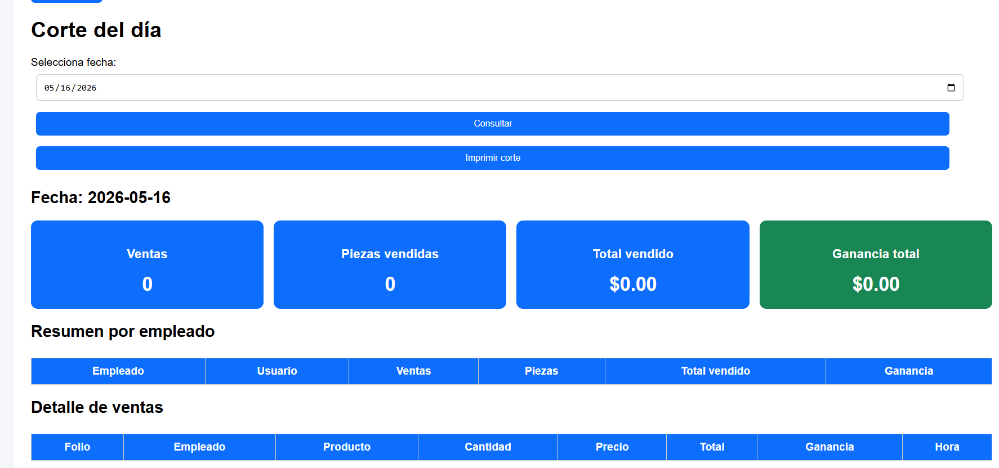 Corte del día
Selecciona fecha:
05/16/2026
Consultar
Imprimir corte
Fecha: 2026-05-16
Ventas
0
Piezas vendidas
0
Total vendido
$0.00
Ganancia total
$0.00
Resumen por empleado
Empleado Usuario Ventas Piezas Total vendido Ganancia
Detalle de ventas
Folio Empleado Producto Cantidad Precio Total Ganancia Hora